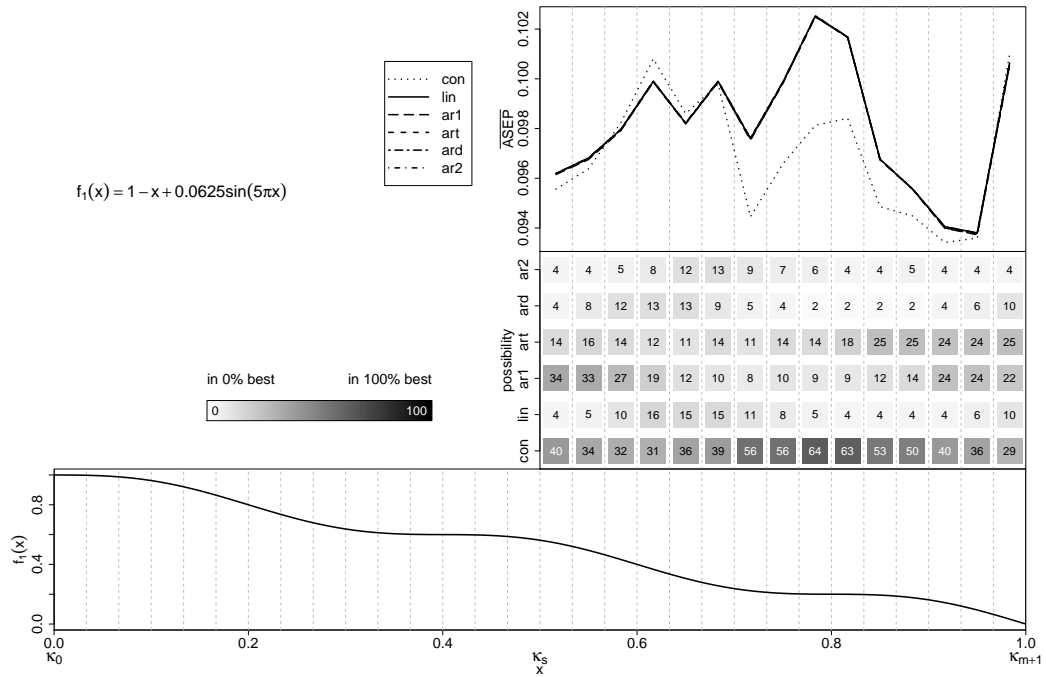 con
lin
ar1
art
ard
ar2
f₁(x) = 1 − x + 0.0625sin(5πx)
ASEP
0.102
0.100
0.098
0.096
0.094
possibility
ar2 4 4 5 8 12 13 9 7 6 4 4 5 4 4 4
ard 4 8 12 13 13 9 5 4 2 2 2 2 4 6 10
art 14 16 14 12 11 14 11 14 14 18 25 25 24 24 25
ar1 34 33 27 19 12 10 8 10 9 9 12 14 24 24 22
lin 4 5 10 16 15 15 11 8 5 4 4 4 4 6 10
con 40 34 32 31 36 39 56 56 64 63 53 50 40 36 29
in 0% best in 100% best
0 100
f₁(x)
0.8
0.4
0.0
0.0 0.2 0.4 0.6 0.8 1.0
κ₀ κₛ κₘ₊₁
x